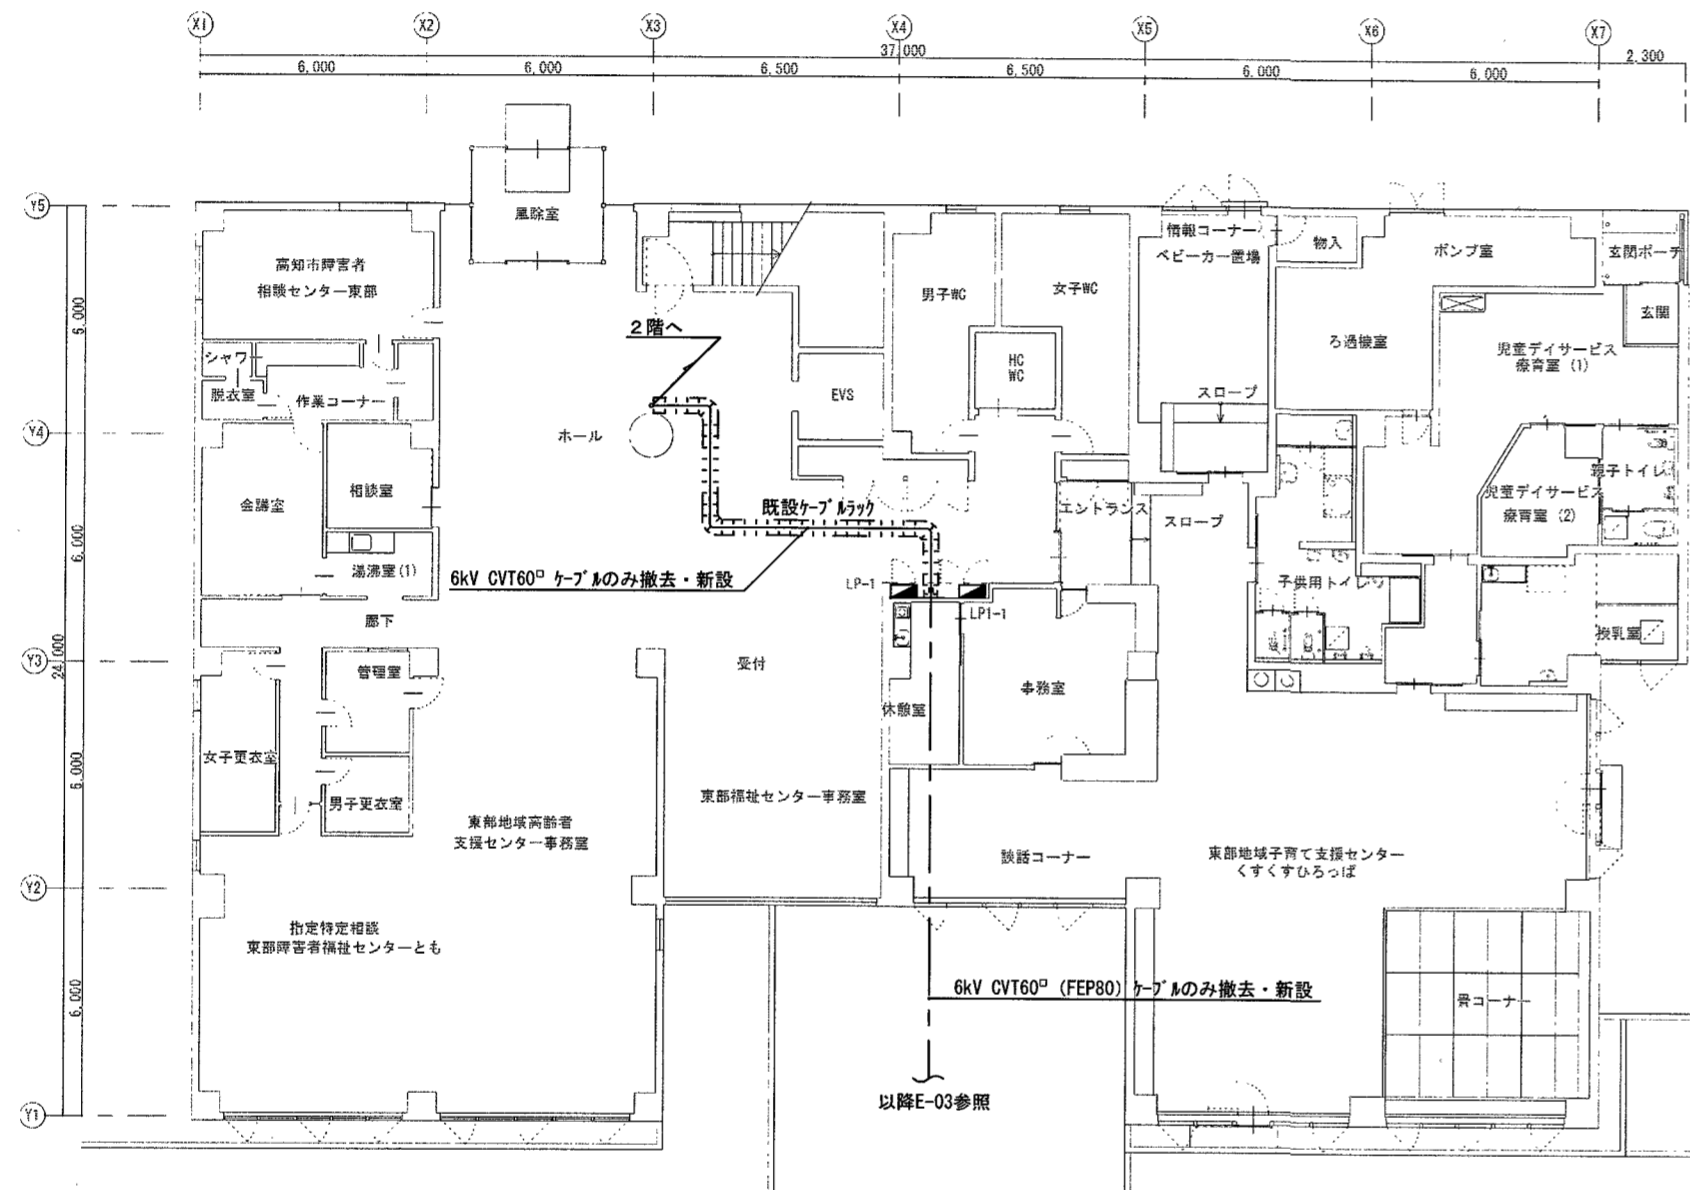 X1
X2
X3
X4
X5
X6
X7
37,000
6,000
6,000
6,500
6,500
6,000
6,000
2,300
Y5
Y4
Y3
Y2
Y1
6,000
6,000
6,000
6,000
24,000
風除室
高知市障害者
相談センター東部
シャワー
脱衣室
作業コーナー
2階へ
ホール
EVS
男子WC
女子WC
HC
WC
情報コーナー
ベビーカー置場
物入
ポンプ室
玄関ポーチ
玄関
ろ過機室
児童デイサービス
療育室 (1)
スロープ
会議室
相談室
湯沸室(1)
既設ケーブルラック
エントランス
スロープ
児童デイサービス
療育室 (2)
親子トイレ
6kV CVT60□ ケーブルのみ撤去・新設
LP-1
LP1-1
子供用トイレ
授乳室
廊下
管理室
受付
休憩室
事務室
女子更衣室
男子更衣室
東部地域高齢者
支援センター事務室
東部福祉センター事務室
談話コーナー
東部地域子育て支援センター
くすくすひろっぱ
指定特定相談
東部障害者福祉センターとも
6kV CVT60□ (FEP80) ケーブルのみ撤去・新設
畳コーナー
以降E-03参照